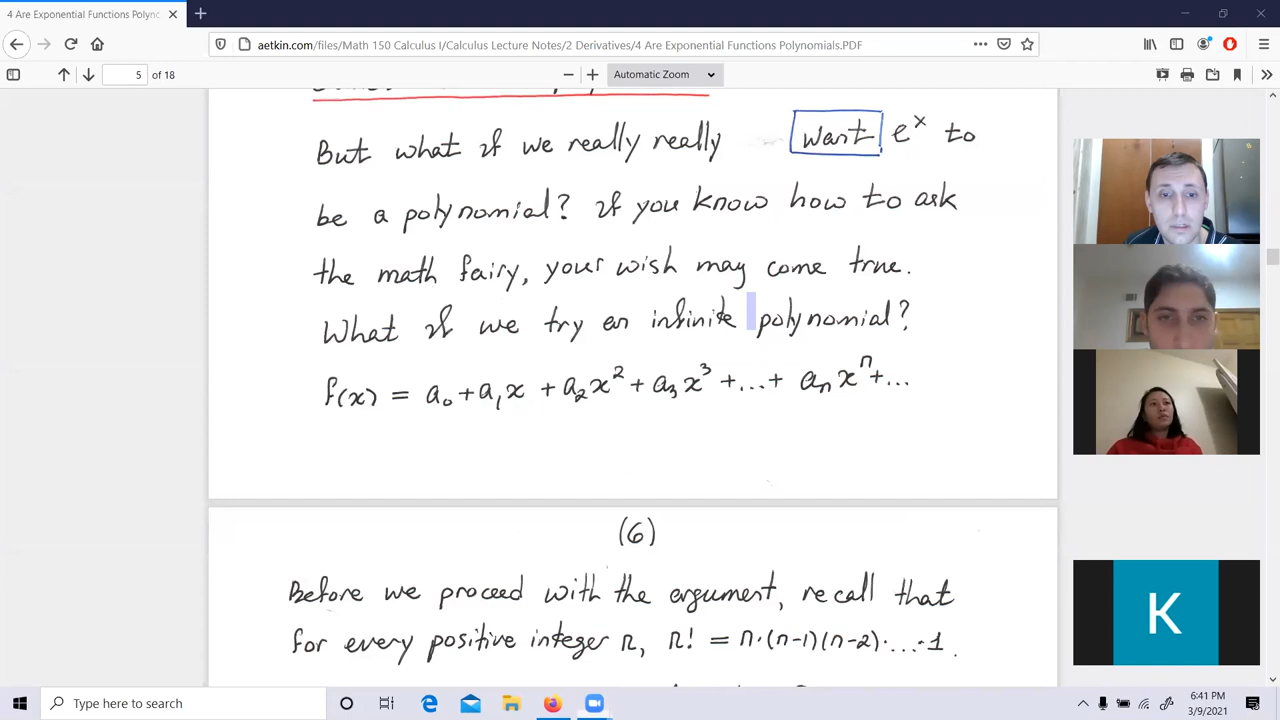 4 Are Exponential Functions Polync
aetkin.com/files/Math 150 Calculus I/Calculus Lecture Notes/2 Derivatives/4 Are Exponential Functions Polynomials.PDF
5 of 18
Automatic Zoom
But what if we really really want eˣ to
be a polynomial? If you know how to ask
the math fairy, your wish may come true.
What if we try an infinite polynomial?
f(x) = a₀ + a₁x + a₂x² + a₃x³ + ... + aₙxⁿ + ...
(6)
Before we proceed with the argument, recall that
for every positive integer n, n! = n·(n-1)(n-2)·...·1.
K
Type here to search
6:41 PM
3/9/2021